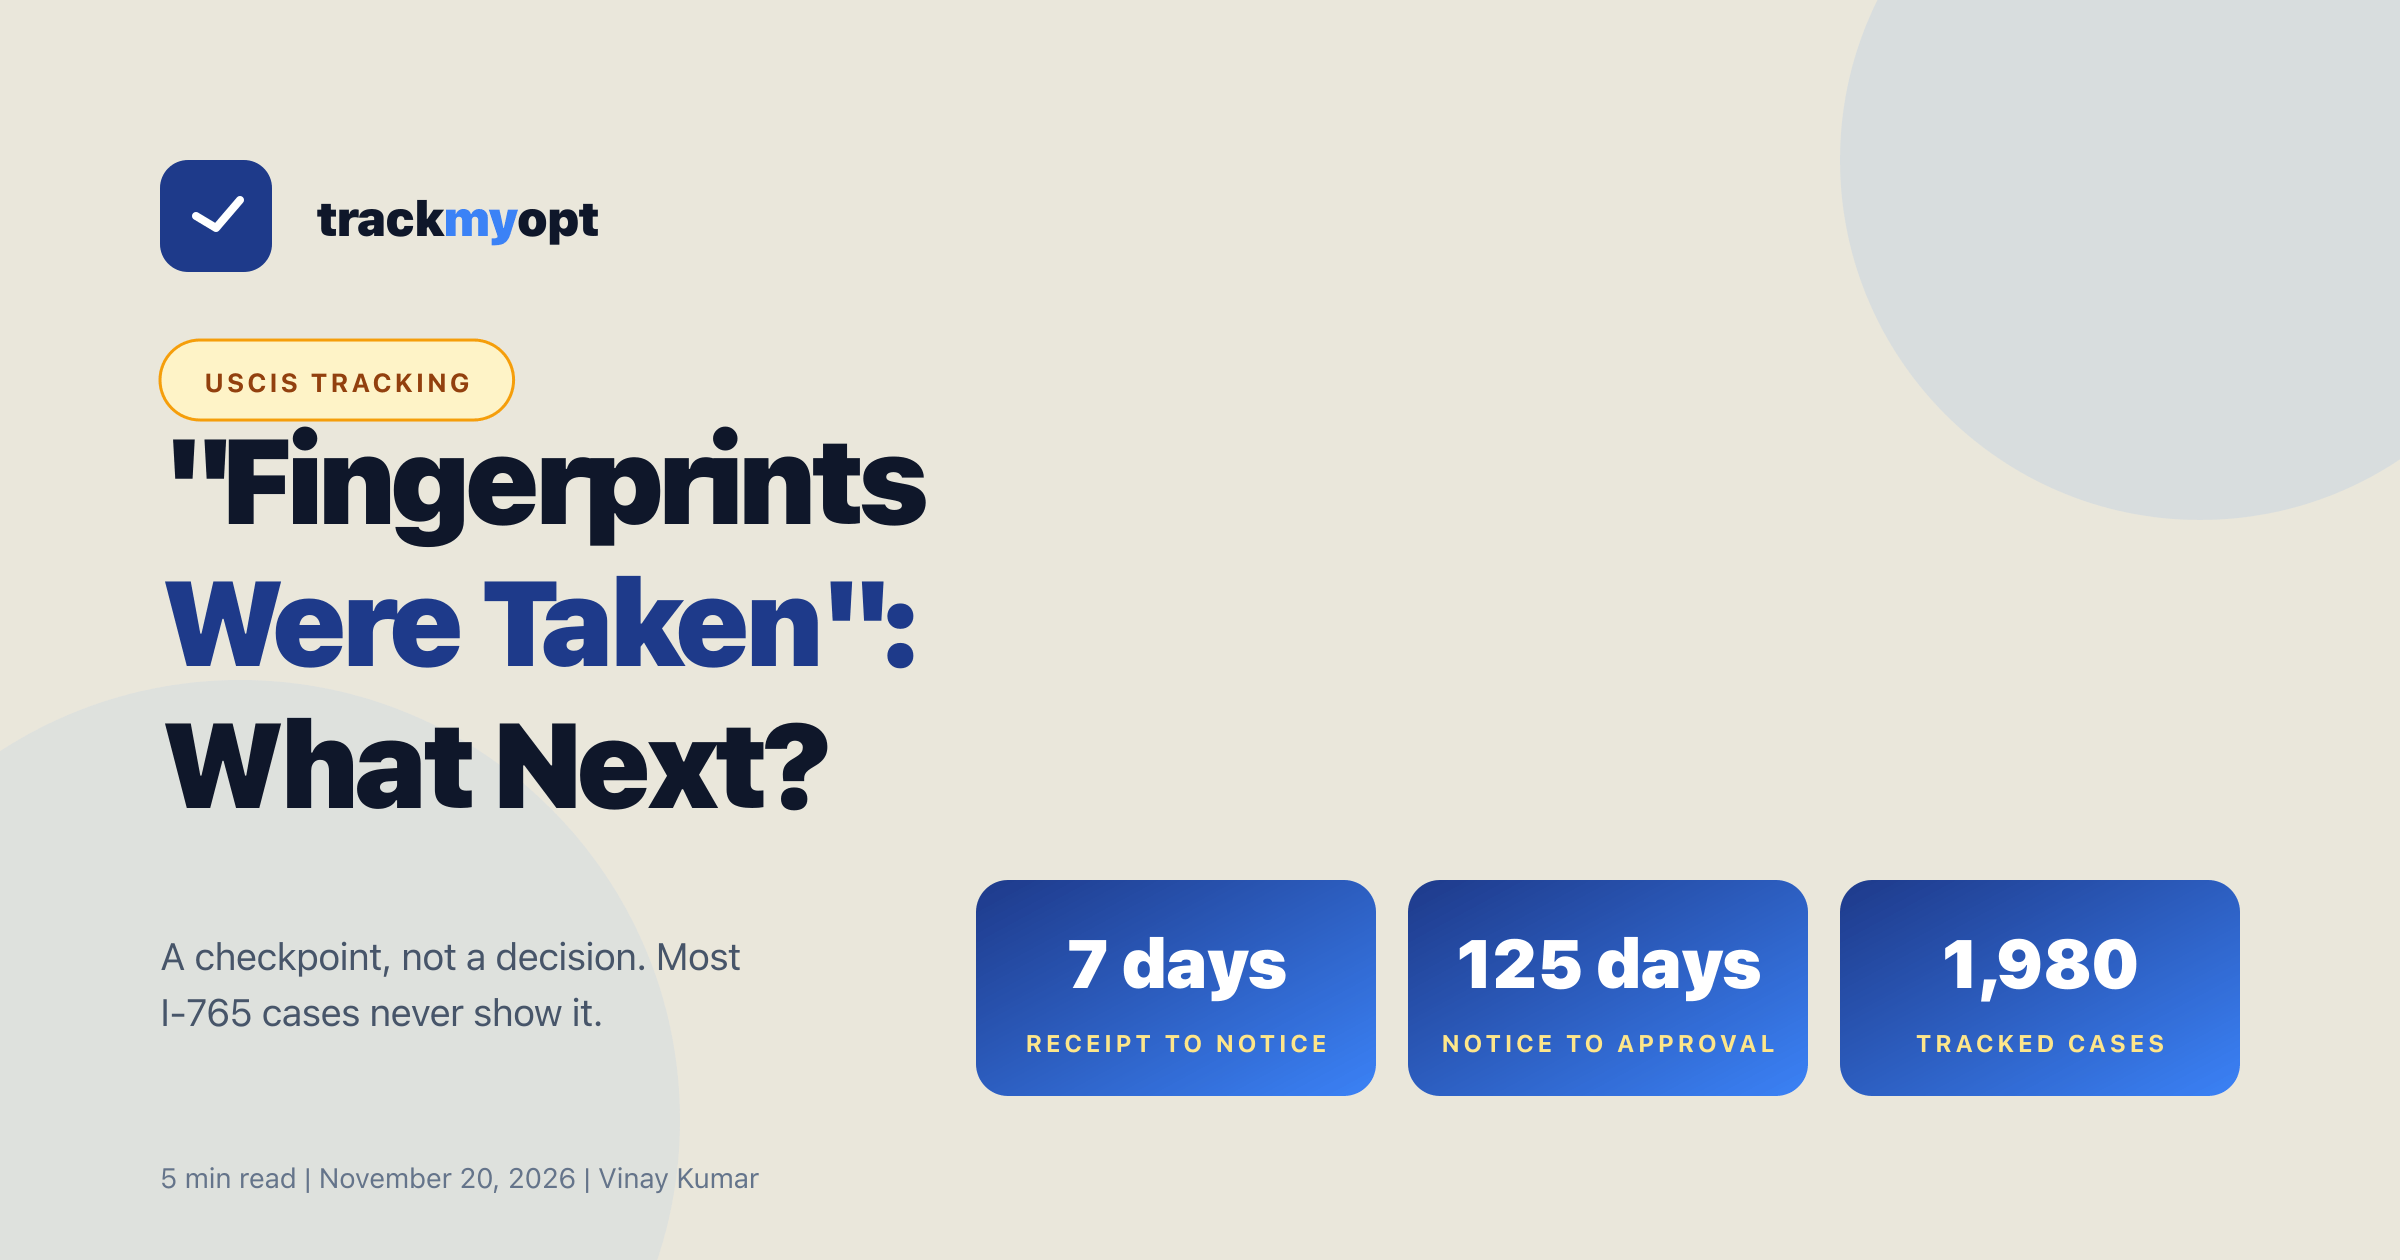 trackmyopt
USCIS TRACKING
"Fingerprints
Were Taken":
What Next?
A checkpoint, not a decision. Most
I-765 cases never show it.
7 days
RECEIPT TO NOTICE
125 days
NOTICE TO APPROVAL
1,980
TRACKED CASES
5 min read | November 20, 2026 | Vinay Kumar